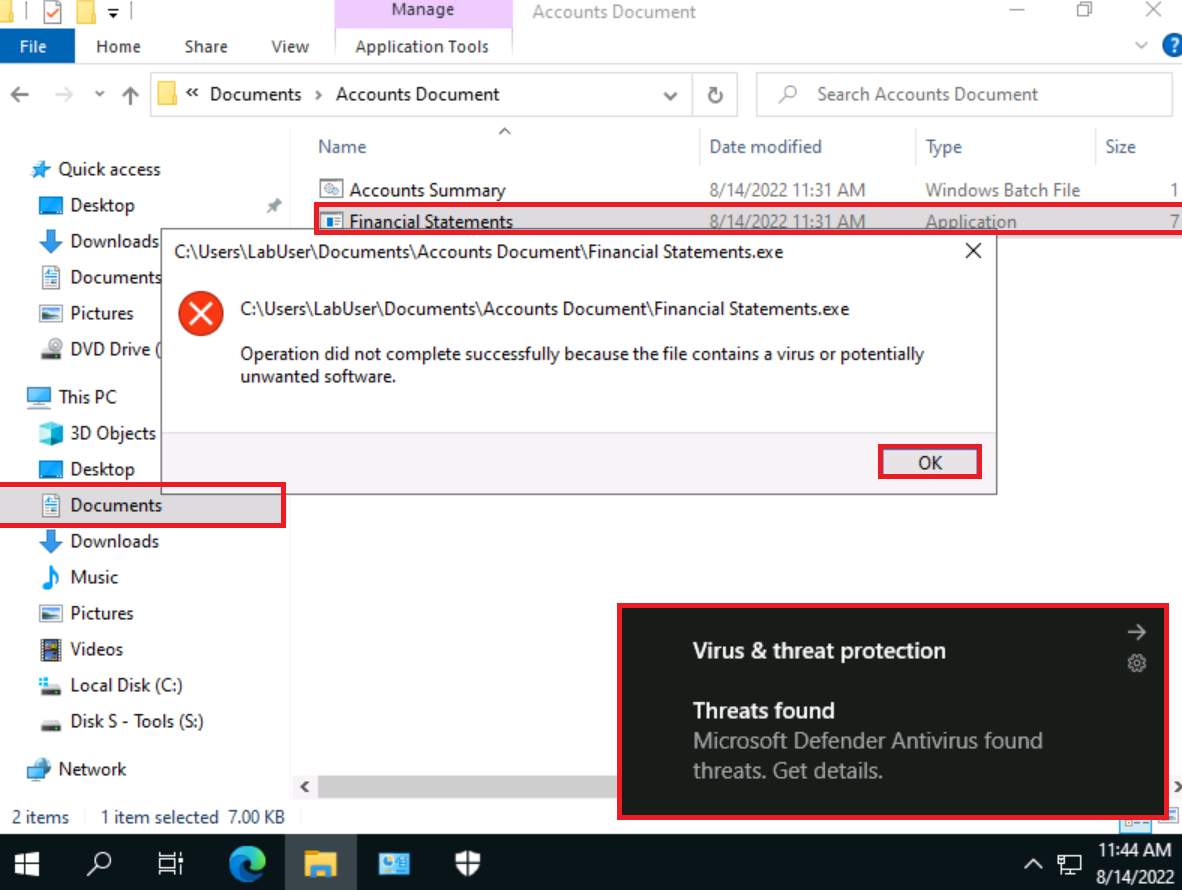 Manage
Accounts Document
File
Home
Share
View
Application Tools
?
« Documents › Accounts Document
Search Accounts Document
Name
Date modified
Type
Size
Quick access
Accounts Summary
8/14/2022 11:31 AM
Windows Batch File
1
Desktop
Financial Statements
8/14/2022 11:31 AM
Application
7
Downloads
Documents
Pictures
DVD Drive (
This PC
3D Objects
Desktop
Documents
Downloads
Music
Pictures
Videos
Local Disk (C:)
Disk S - Tools (S:)
Network
C:\Users\LabUser\Documents\Accounts Document\Financial Statements.exe
C:\Users\LabUser\Documents\Accounts Document\Financial Statements.exe
Operation did not complete successfully because the file contains a virus or potentially
unwanted software.
OK
Virus & threat protection
Threats found
Microsoft Defender Antivirus found
threats. Get details.
2 items
1 item selected 7.00 KB
11:44 AM
8/14/2022